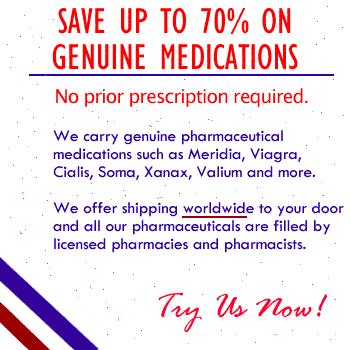 SAVE UP TO 70% ON
GENUINE MEDICATIONS
No prior prescription required.
We carry genuine pharmaceutical
medications such as Meridia, Viagra,
Cialis, Soma, Xanax, Valium and more.
We offer shipping worldwide to your door
and all our pharmaceuticals are filled by
licensed pharmacies and pharmacists.
Try Us Now!